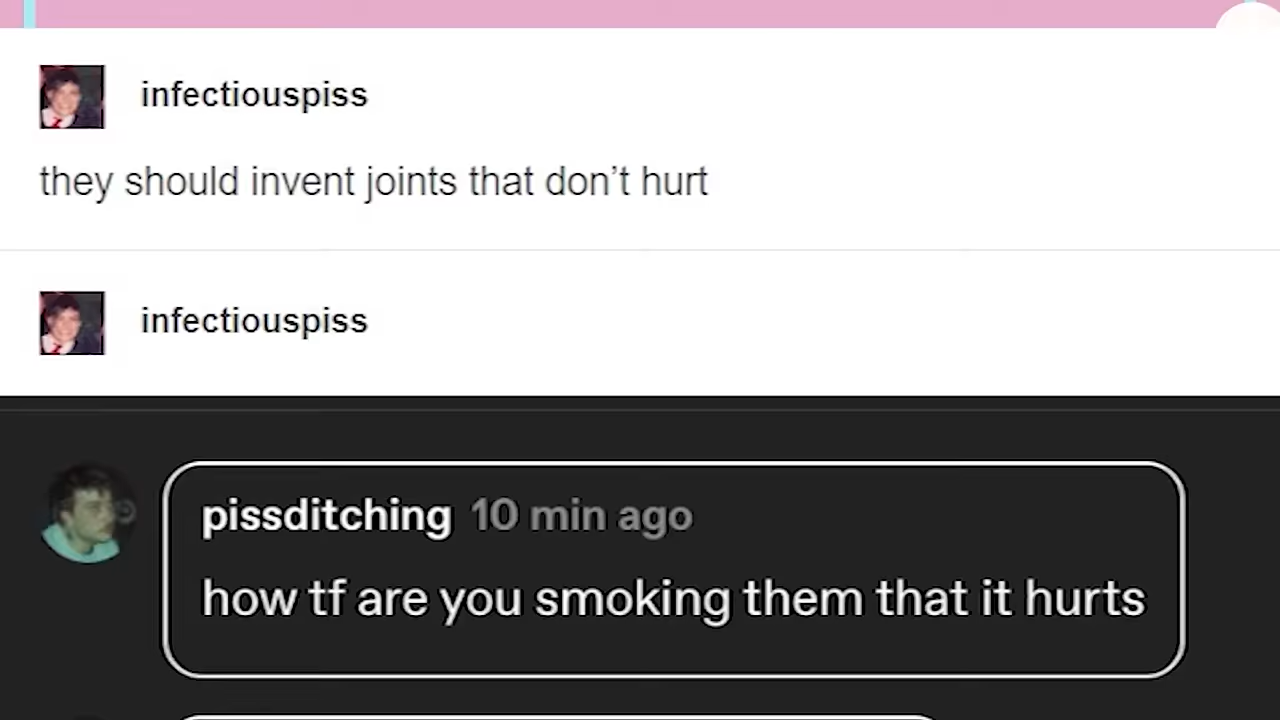 infectiouspiss
they should invent joints that don’t hurt
infectiouspiss
pissditching 10 min ago
how tf are you smoking them that it hurts